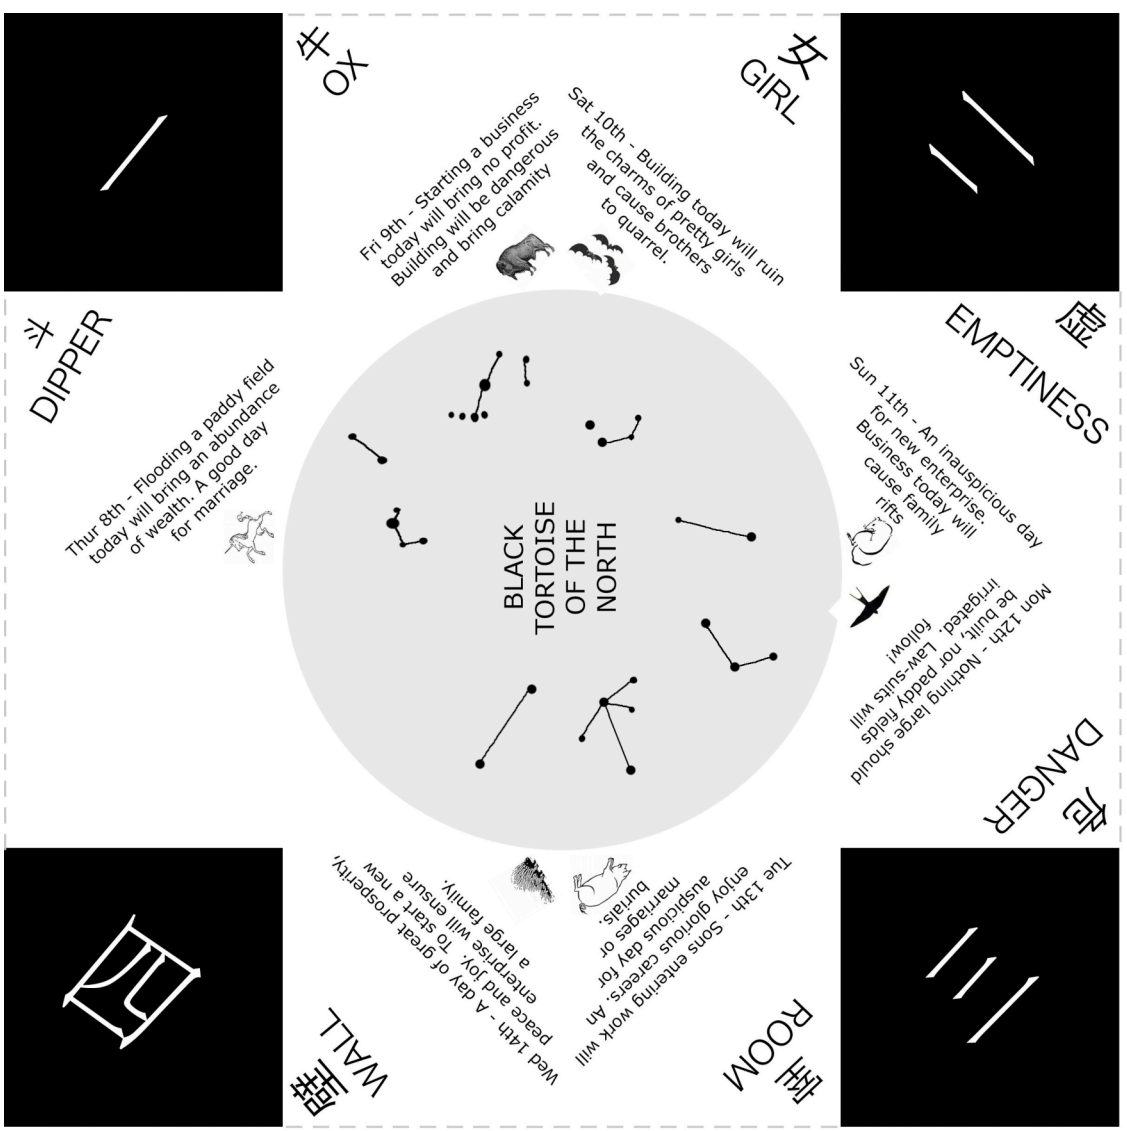 一
牛
OX
Fri 9th - Starting a business
today will bring no profit.
Building will be dangerous
and bring calamity
女
GIRL
Sat 10th - Building today will ruin
the charms of pretty girls
and cause brothers
to quarrel.
二
斗
DIPPER
Thur 8th - Flooding a paddy field
today will bring an abundance
of wealth. A good day
for marriage.
虚
EMPTINESS
Sun 11th - An inauspicious day
for new enterprise.
Business today will
cause family
rifts
BLACK
TORTOISE
OF THE
NORTH
Mon 12th - Nothing large should
be built, nor paddy fields
irrigated. Law-suits will
follow!
危
DANGER
四
壁
WALL
Wed 14th - A day of great prosperity,
peace and joy. To start a new
enterprise will ensure
a large family.
Tue 13th - Sons entering work will
enjoy glorious careers. An
auspicious day for
marriages or
burials.
室
ROOM
三